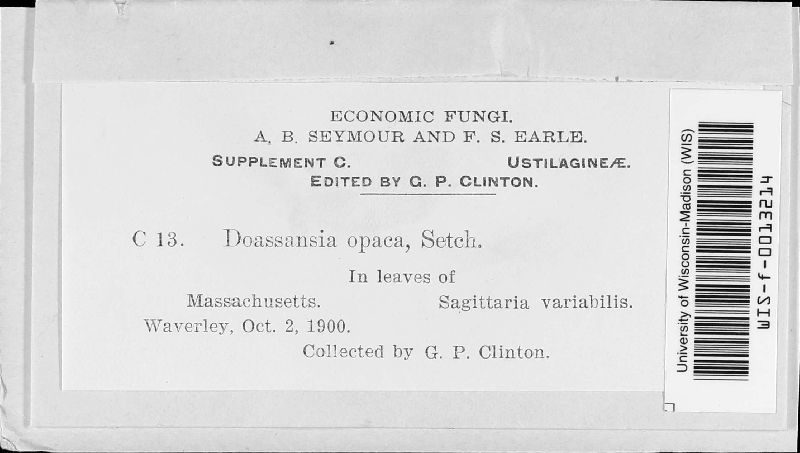 ECONOMIC FUNGI.
A. B. SEYMOUR AND F. S. EARLE.
SUPPLEMENT C. USTILAGINEÆ.
EDITED BY G. P. CLINTON.
C 13. Doassansia opaca, Setch.
In leaves of
Massachusetts. Sagittaria variabilis.
Waverley, Oct. 2, 1900.
Collected by G. P. Clinton.
University of Wisconsin-Madison (WIS)
WIS-f-0013214